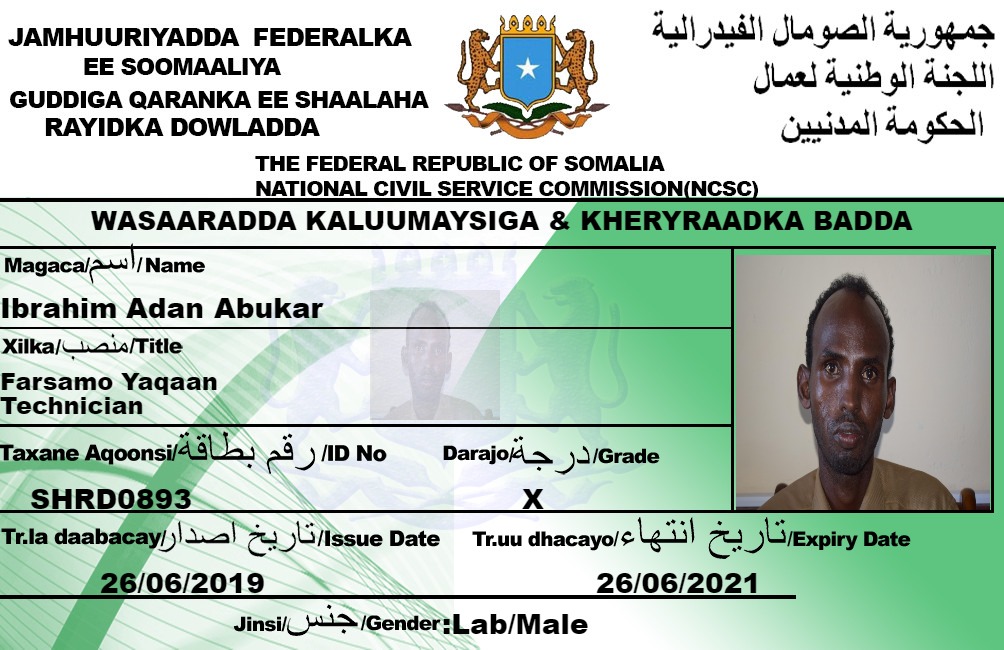 JAMHUURIYADDA FEDERALKA
EE SOOMAALIYA
GUDDIGA QARANKA EE SHAALAHA
RAYIDKA DOWLADDA
جمهورية الصومال الفيدرالية
اللجنة الوطنية لعمال
الحكومة المدنيين
THE FEDERAL REPUBLIC OF SOMALIA
NATIONAL CIVIL SERVICE COMMISSION(NCSC)
WASAARADDA KALUUMAYSIGA & KHERYRAADKA BADDA
Magaca/اسم/Name
Ibrahim Adan Abukar
Xilka/منصب/Title
Farsamo Yaqaan
Technician
Taxane Aqoonsi/رقم بطاقة/ID No
SHRD0893
Darajo/درجة/Grade
X
Tr.la daabacay/تاريخ اصدار/Issue Date
26/06/2019
Tr.uu dhacayo/تاريخ انتهاء/Expiry Date
26/06/2021
Jinsi/جنس/Gender:Lab/Male